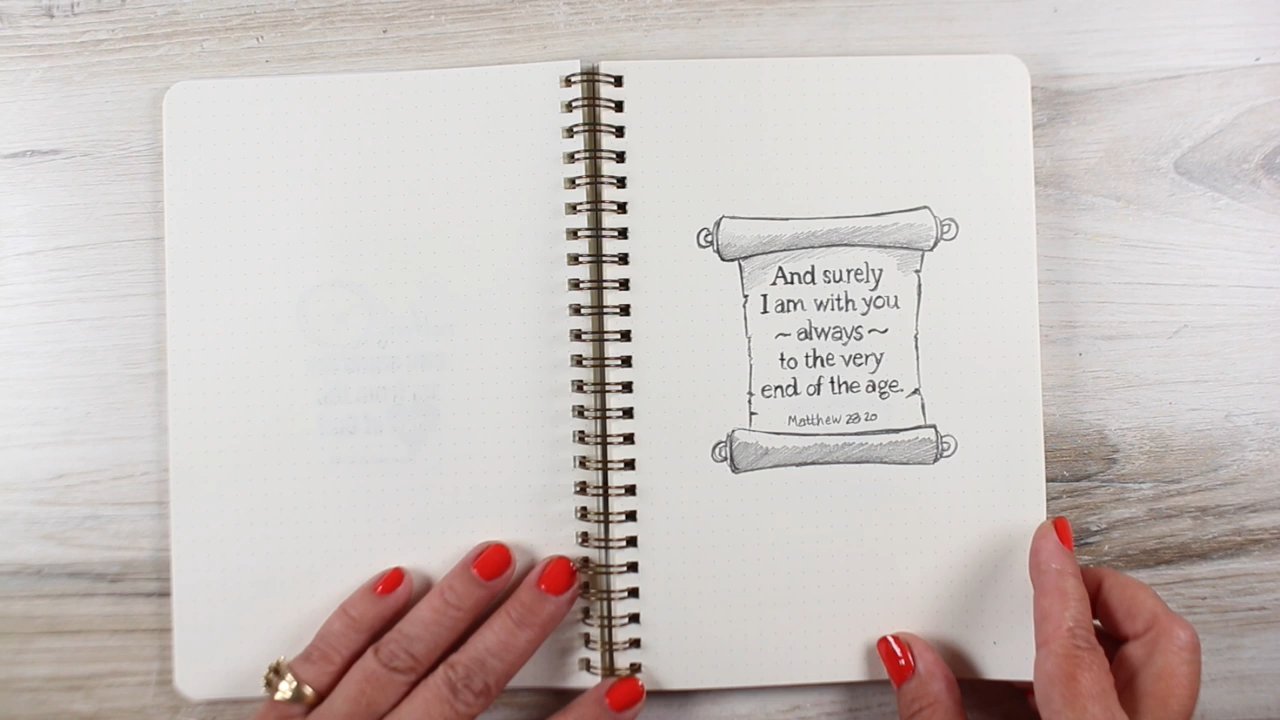 And surely
I am with you
~ always ~
to the very
end of the age.
Matthew 28 20